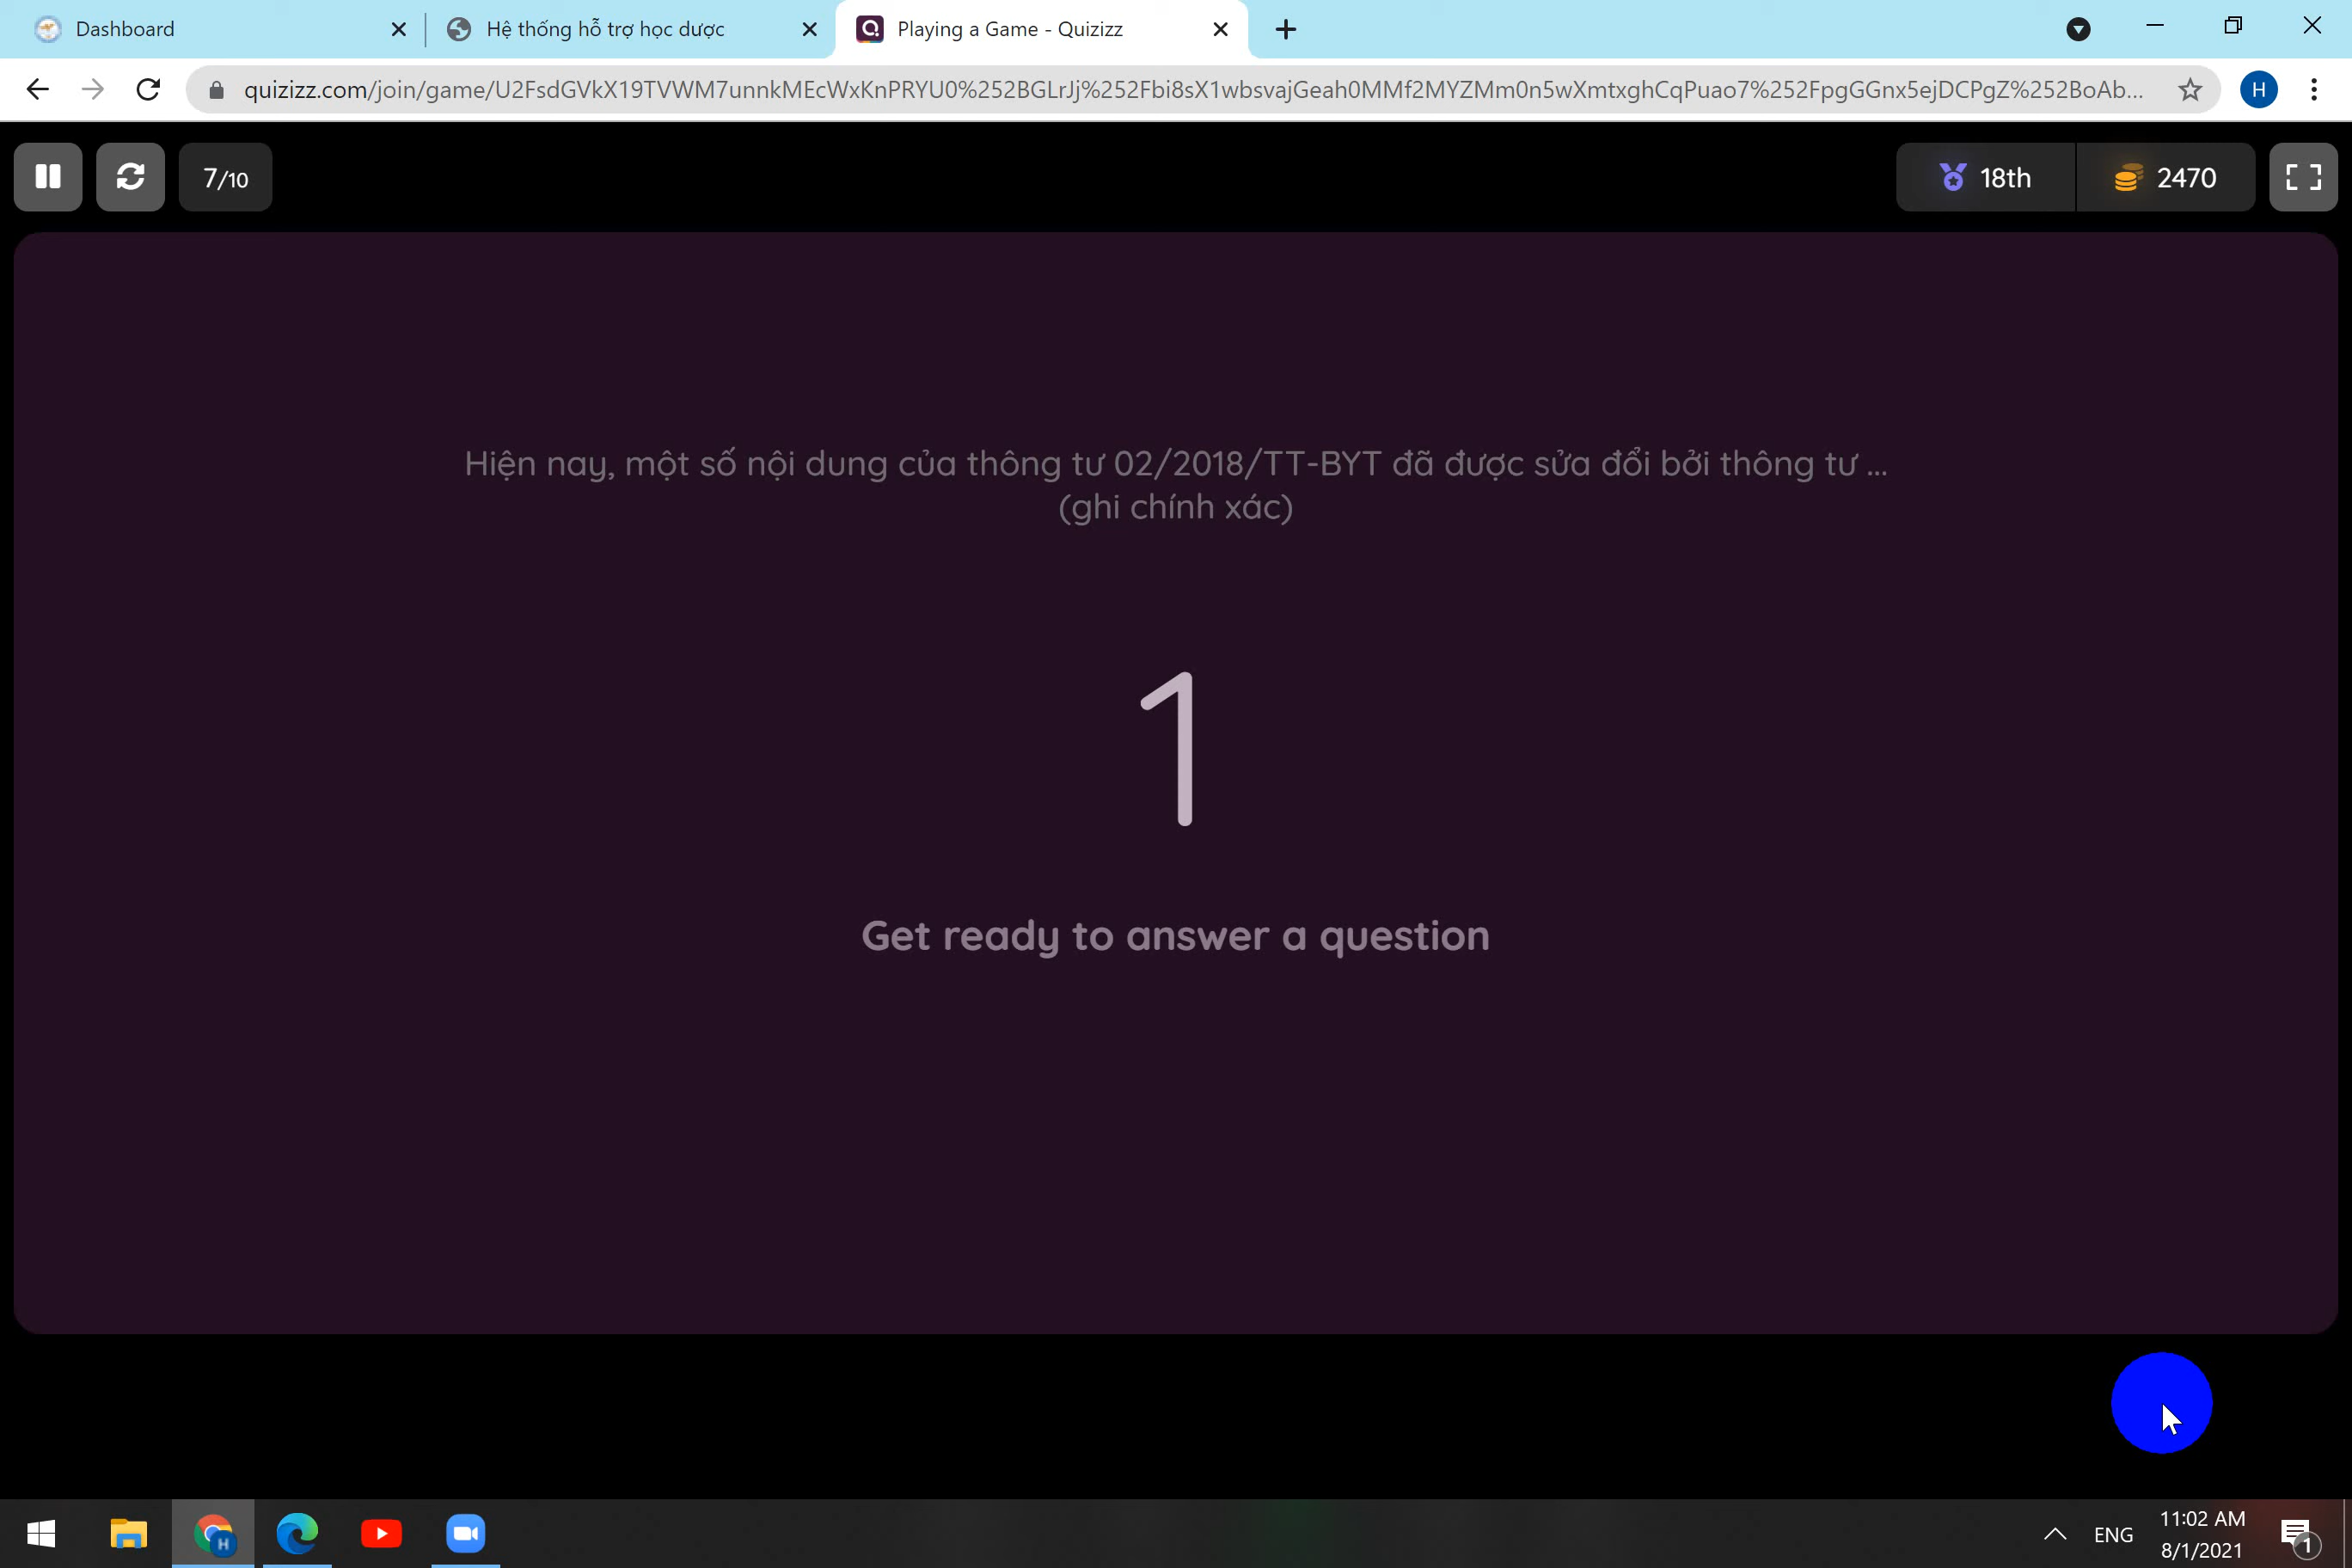 Dashboard
Hệ thống hỗ trợ học dược
Playing a Game - Quizizz
quizizz.com/join/game/U2FsdGVkX19TVWM7unnkMEcWxKnPRYU0%252BGLrJj%252Fbi8sX1wbsvajGeah0MMf2MYZMm0n5wXmtxghCqPuao7%252FpgGGnx5ejDCPgZ%252BoAb...
H
7/10
18th
2470
Hiện nay, một số nội dung của thông tư 02/2018/TT-BYT đã được sửa đổi bởi thông tư ...
(ghi chính xác)
1
Get ready to answer a question
H
ENG
11:02 AM
8/1/2021
1